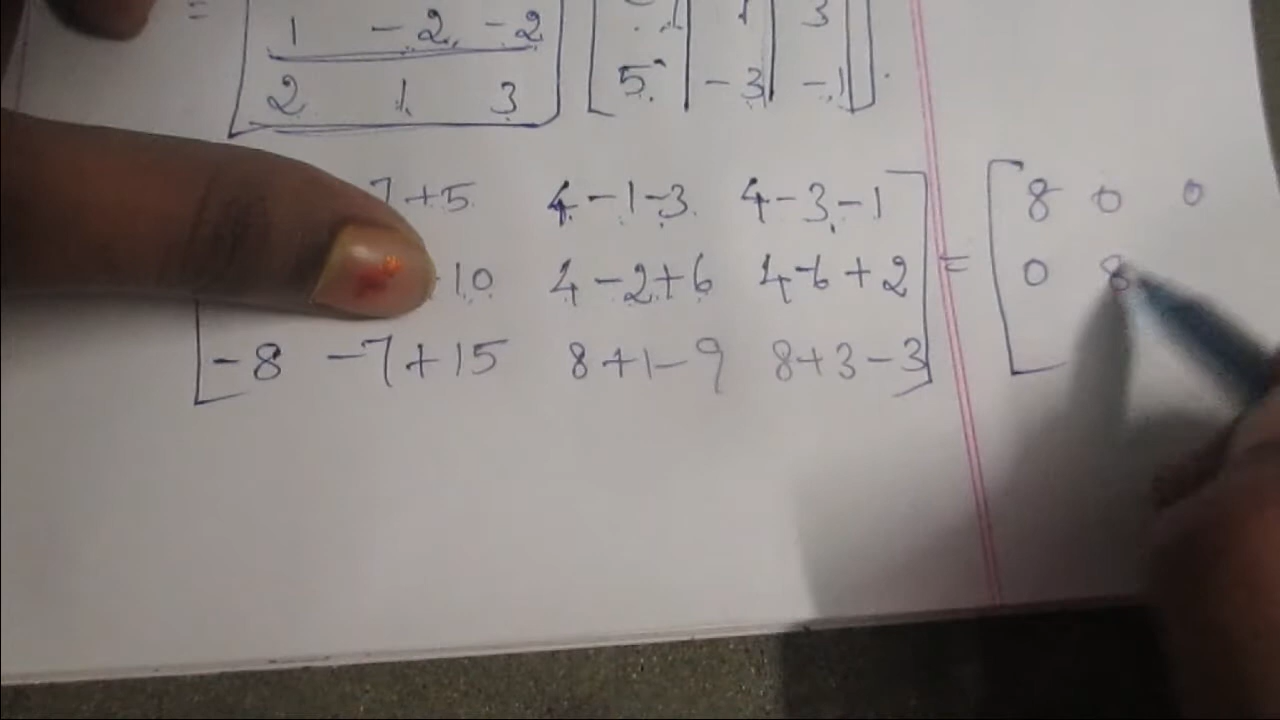 = 1 -2 -2 1 3
2 1 3 5 -3 -1 .
7+5 4-1-3 4-3-1 8 0 0
-10 4-2+6 4-6+2 = 0 8
-8 -7+15 8+1-9 8+3-3